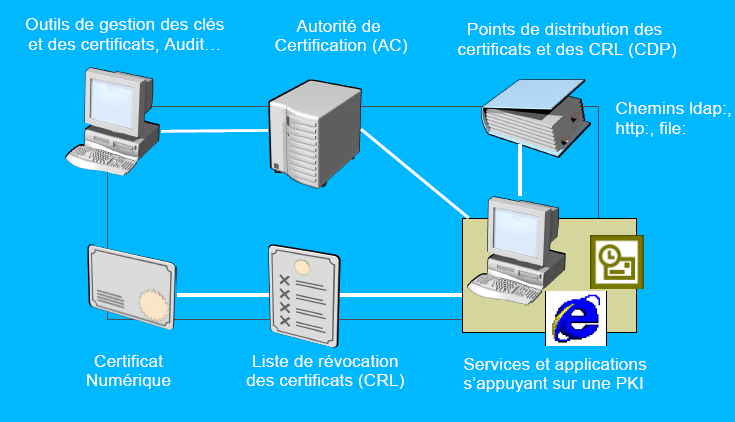 Outils de gestion des clés
et des certificats, Audit…
Autorité de
Certification (AC)
Points de distribution des
certificats et des CRL (CDP)
Chemins ldap:,
http:, file:
Certificat
Numérique
Liste de révocation
des certificats (CRL)
Services et applications
s’appuyant sur une PKI